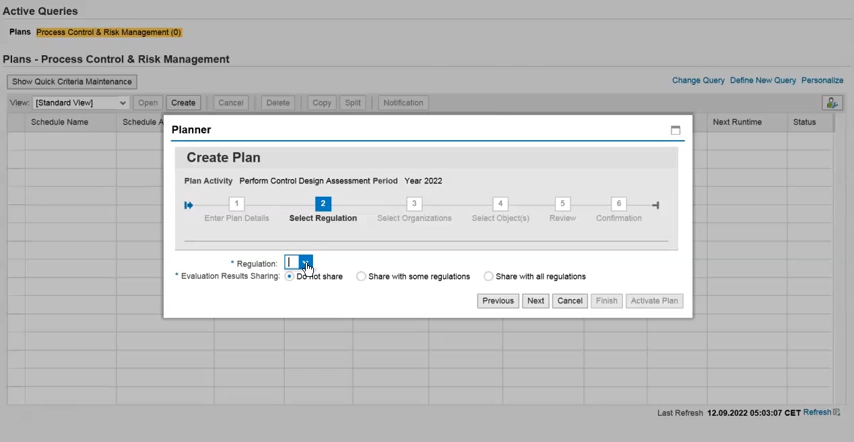 Active Queries
Plans Process Control & Risk Management (0)
Plans - Process Control & Risk Management
Show Quick Criteria Maintenance
Change Query Define New Query Personalize
View: [Standard View] Open Create Cancel Delete Copy Split Notification
Schedule Name Schedule A Next Runtime Status
Planner
Create Plan
Plan Activity Perform Control Design Assessment Period Year 2022
1 2 3 4 5 6
Enter Plan Details Select Regulation Select Organizations Select Object(s) Review Confirmation
* Regulation:
* Evaluation Results Sharing: Do not share Share with some regulations Share with all regulations
Previous Next Cancel Finish Activate Plan
Last Refresh 12.09.2022 05:03:07 CET Refresh